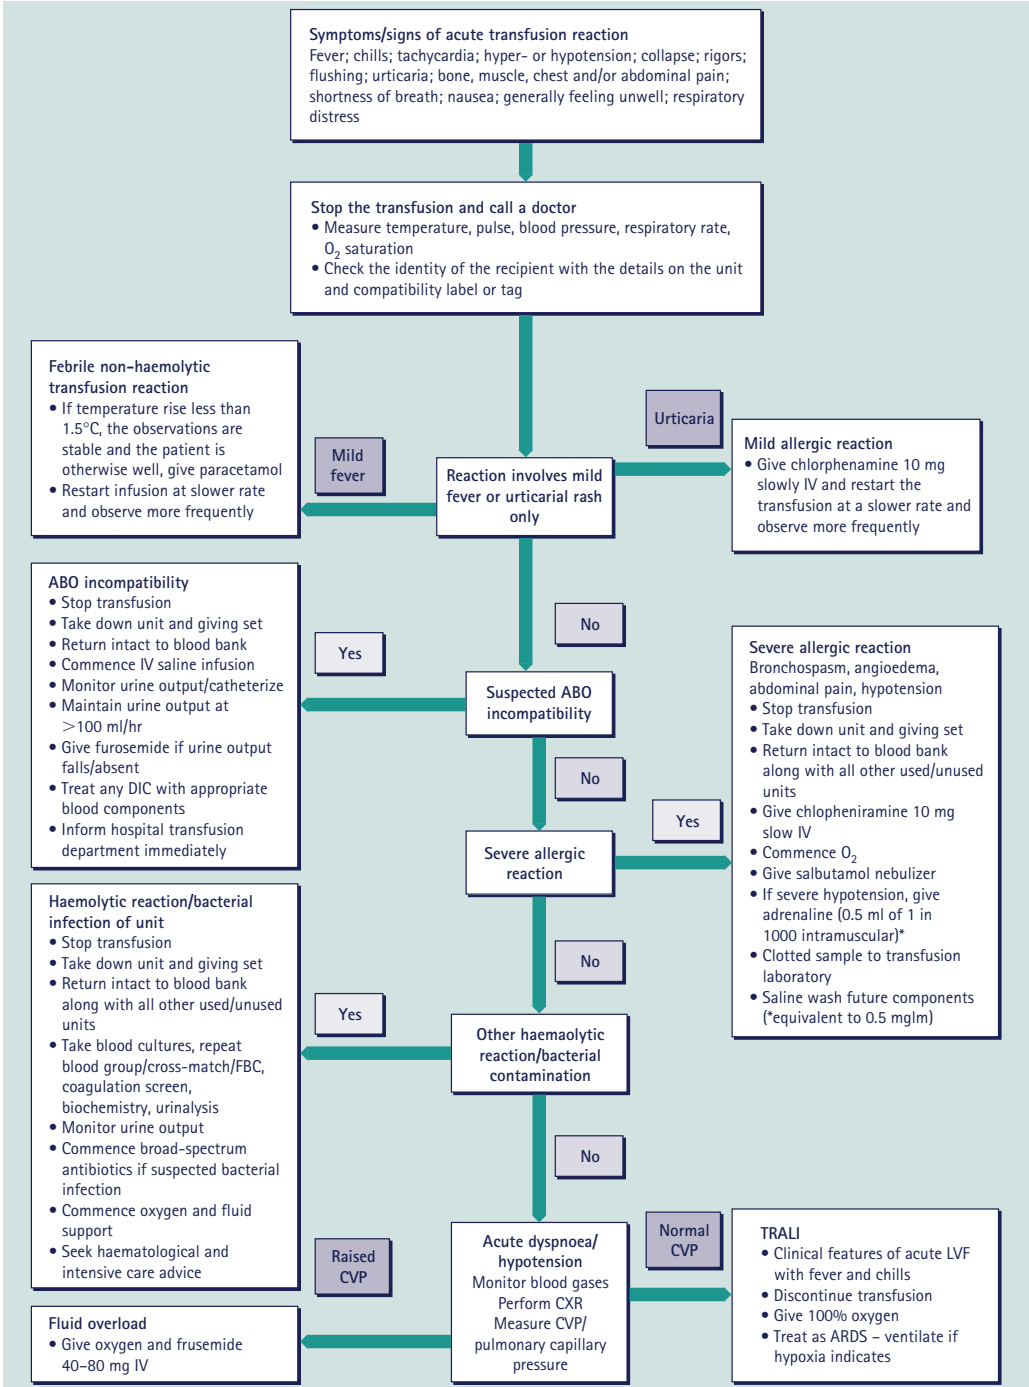 Symptoms/signs of acute transfusion reaction
Fever; chills; tachycardia; hyper- or hypotension; collapse; rigors;
flushing; urticaria; bone, muscle, chest and/or abdominal pain;
shortness of breath; nausea; generally feeling unwell; respiratory
distress
Stop the transfusion and call a doctor
• Measure temperature, pulse, blood pressure, respiratory rate,
O2 saturation
• Check the identity of the recipient with the details on the unit
and compatibility label or tag
Febrile non-haemolytic
transfusion reaction
• If temperature rise less than
1.5°C, the observations are
stable and the patient is
otherwise well, give paracetamol
• Restart infusion at slower rate
and observe more frequently
Mild
fever
Reaction involves mild
fever or urticarial rash
only
Urticaria
Mild allergic reaction
• Give chlorphenamine 10 mg
slowly IV and restart the
transfusion at a slower rate and
observe more frequently
No
ABO incompatibility
• Stop transfusion
• Take down unit and giving set
• Return intact to blood bank
• Commence IV saline infusion
• Monitor urine output/catheterize
• Maintain urine output at
>100 ml/hr
• Give furosemide if urine output
falls/absent
• Treat any DIC with appropriate
blood components
• Inform hospital transfusion
department immediately
Yes
Suspected ABO
incompatibility
No
Severe allergic
reaction
Yes
Severe allergic reaction
Bronchospasm, angioedema,
abdominal pain, hypotension
• Stop transfusion
• Take down unit and giving set
• Return intact to blood bank
along with all other used/unused
units
• Give chlopheniramine 10 mg
slow IV
• Commence O2
• Give salbutamol nebulizer
• If severe hypotension, give
adrenaline (0.5 ml of 1 in
1000 intramuscular)*
• Clotted sample to transfusion
laboratory
• Saline wash future components
(*equivalent to 0.5 mglm)
No
Haemolytic reaction/bacterial
infection of unit
• Stop transfusion
• Take down unit and giving set
• Return intact to blood bank
along with all other used/unused
units
• Take blood cultures, repeat
blood group/cross-match/FBC,
coagulation screen,
biochemistry, urinalysis
• Monitor urine output
• Commence broad-spectrum
antibiotics if suspected bacterial
infection
• Commence oxygen and fluid
support
• Seek haematological and
intensive care advice
Yes
Other haemaolytic
reaction/bacterial
contamination
No
Acute dyspnoea/
hypotension
Monitor blood gases
Perform CXR
Measure CVP/
pulmonary capillary
pressure
Raised
CVP
Fluid overload
• Give oxygen and frusemide
40–80 mg IV
Normal
CVP
TRALI
• Clinical features of acute LVF
with fever and chills
• Discontinue transfusion
• Give 100% oxygen
• Treat as ARDS – ventilate if
hypoxia indicates